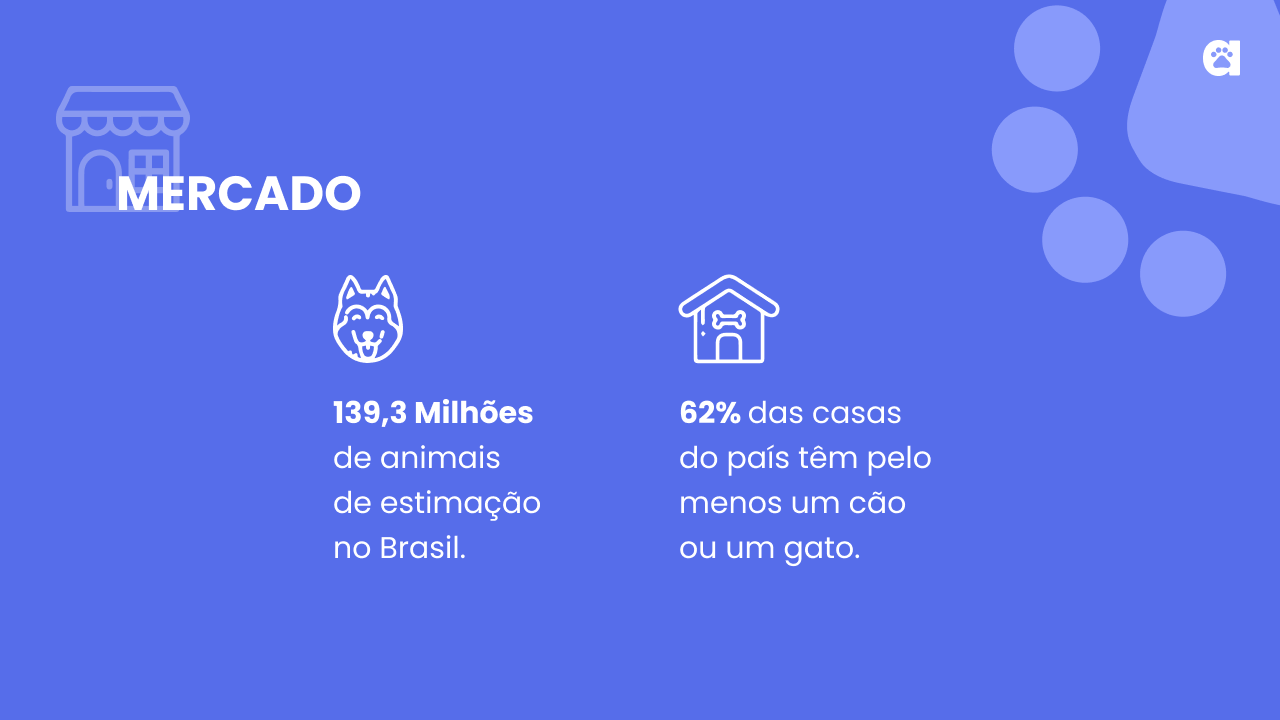 a
MERCADO
139,3 Milhões
de animais
de estimação
no Brasil.
62% das casas
do país têm pelo
menos um cão
ou um gato.